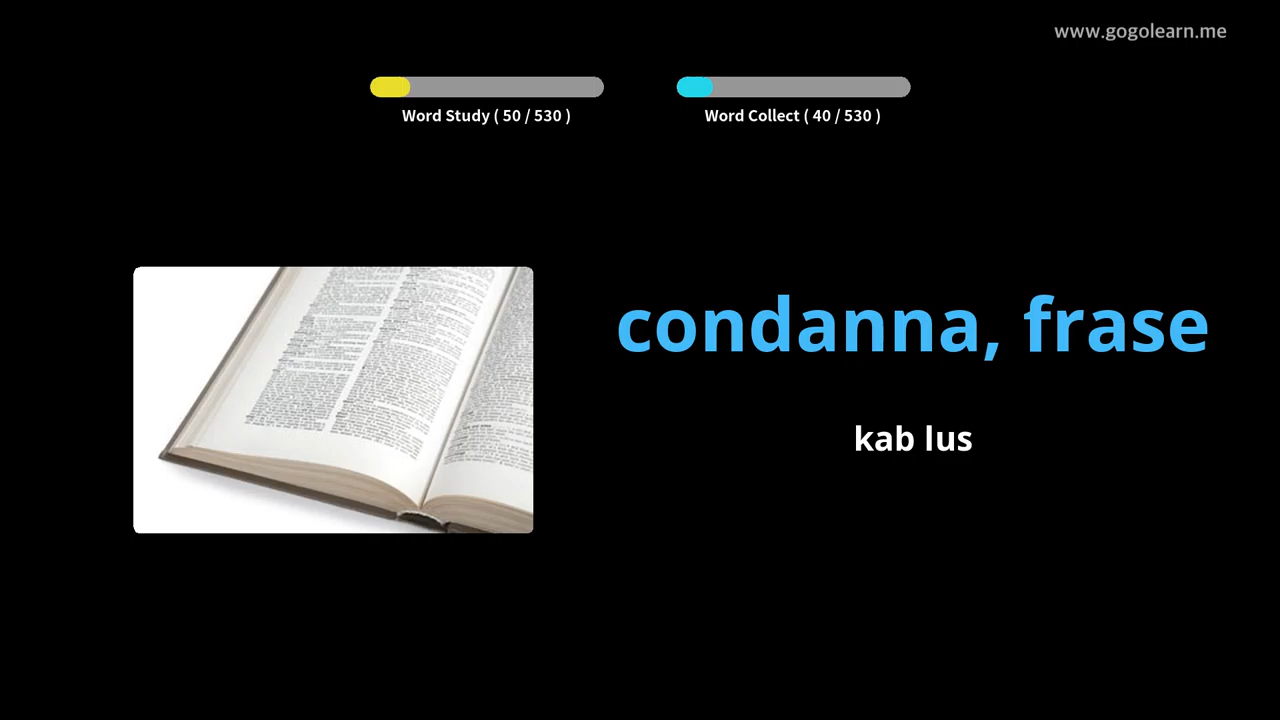 www.gogolearn.me
Word Study ( 50 / 530 )
Word Collect ( 40 / 530 )
condanna, frase
kab lus